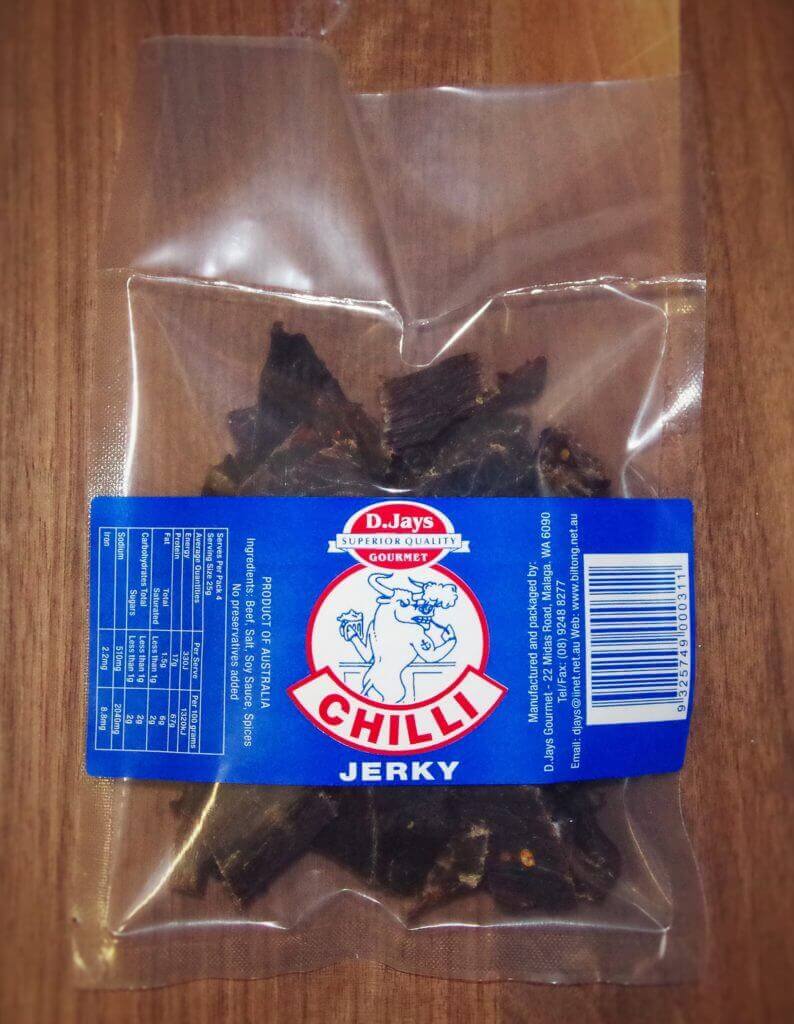 D.Jays
SUPERIOR QUALITY
GOURMET
CHILLI
JERKY
PRODUCT OF AUSTRALIA
Ingredients: Beef, Salt, Soy Sauce, Spices
No preservatives added
Serves Per Pack 4
Serving Size 25g
Average Quantities Per Serve Per 100 grams
Energy 330J 1320kJ
Protein 17g 67g
Fat Total 1.5g 6g
Saturated Less than 1g 2g
Carbohydrates Total Less than 1g 2g
Sugars Less than 1g 2g
Sodium 510mg 2040mg
Iron 2.2mg 8.8mg
Manufactured and packaged by:
D.Jays Gourmet - 22 Midas Road, Malaga, WA 6090
Tel/Fax: (08) 9248 8277
Email: djays@iinet.net.au Web: www.biltong.net.au
9 325749 000311